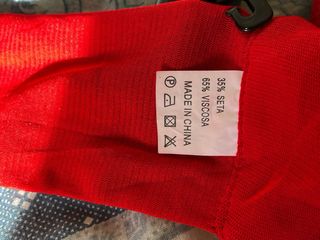 35% SETA
65% VISCOSA
MADE IN CHINA
P